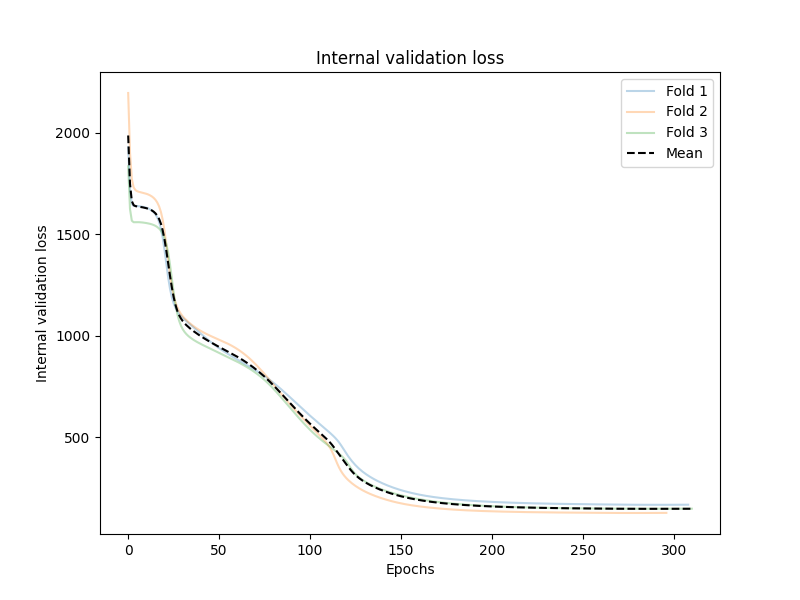 Internal validation loss
Fold 1
Fold 2
Fold 3
Mean
Internal validation loss
2000
1500
1000
500
0
50
100
150
200
250
300
Epochs